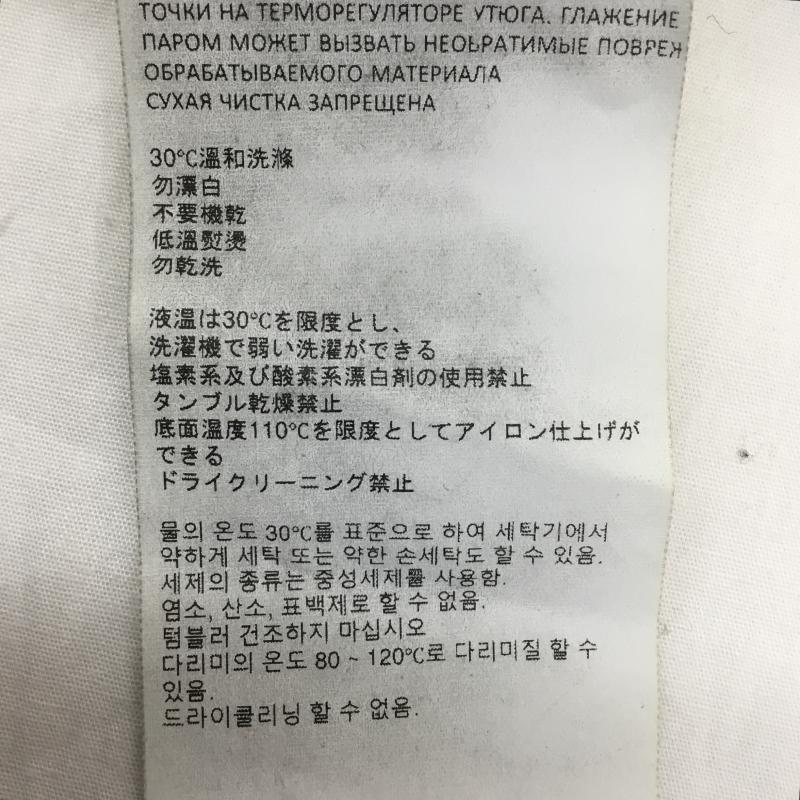 ТОЧКИ НА ТЕРМОРЕГУЛЯТОРЕ УТЮГА. ГЛАЖЕНИЕ
ПАРОМ МОЖЕТ ВЫЗВАТЬ НЕОЬРАТИМЫЕ ПОВРЕЖ
ОБРАБАТЫВАЕМОГО МАТЕРИАЛА
СУХАЯ ЧИСТКА ЗАПРЕЩЕНА
30℃溫和洗滌
勿漂白
不要機乾
低溫熨燙
勿乾洗
液温は30℃を限度とし、
洗濯機で弱い洗濯ができる
塩素系及び酸素系漂白剤の使用禁止
タンブル乾燥禁止
底面温度110℃を限度としてアイロン仕上げが
できる
ドライクリーニング禁止
물의 온도 30℃를 표준으로 하여 세탁기에서
약하게 세탁 또는 약한 손세탁도 할 수 있음.
세제의 종류는 중성세제를 사용함.
염소, 산소, 표백제로 할 수 없음.
텀블러 건조하지 마십시오
다리미의 온도 80 ~ 120℃로 다리미질 할 수
있음.
드라이클리닝 할 수 없음.